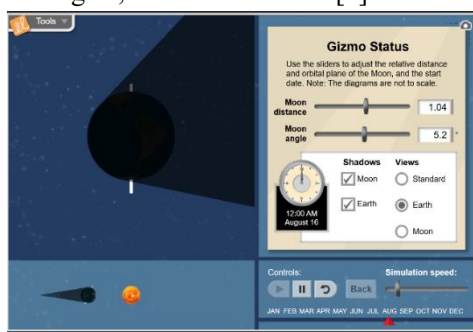 Tools
Gizmo Status
Use the sliders to adjust the relative distance
and orbital plane of the Moon, and the start
date. Note: The diagrams are not to scale.
Moon
distance
1.04
Moon
angle
5.2 °
Shadows
Views
Moon
Standard
Earth
Earth
Moon
12:00 AM
August 16
Controls:
Simulation speed:
Back
JAN FEB MAR APR MAY JUN JUL AUG SEP OCT NOV DEC